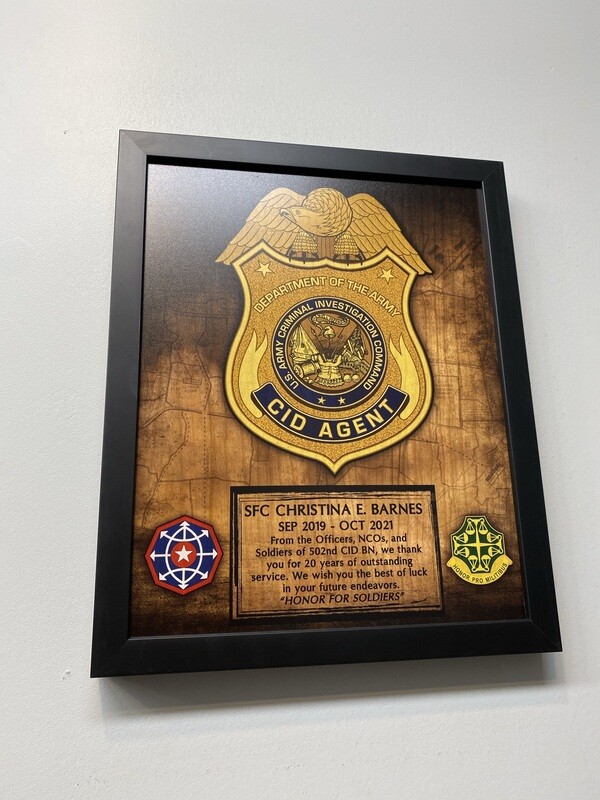 DEPARTMENT OF THE ARMY
U.S. ARMY CRIMINAL INVESTIGATION COMMAND
CID AGENT
SFC CHRISTINA E. BARNES
SEP 2019 - OCT 2021
From the Officers, NCOs, and
Soldiers of 502nd CID BN, we thank
you for 20 years of outstanding
service. We wish you the best of luck
in your future endeavors.
"HONOR FOR SOLDIERS"
HONOR PRO MILITIBUS